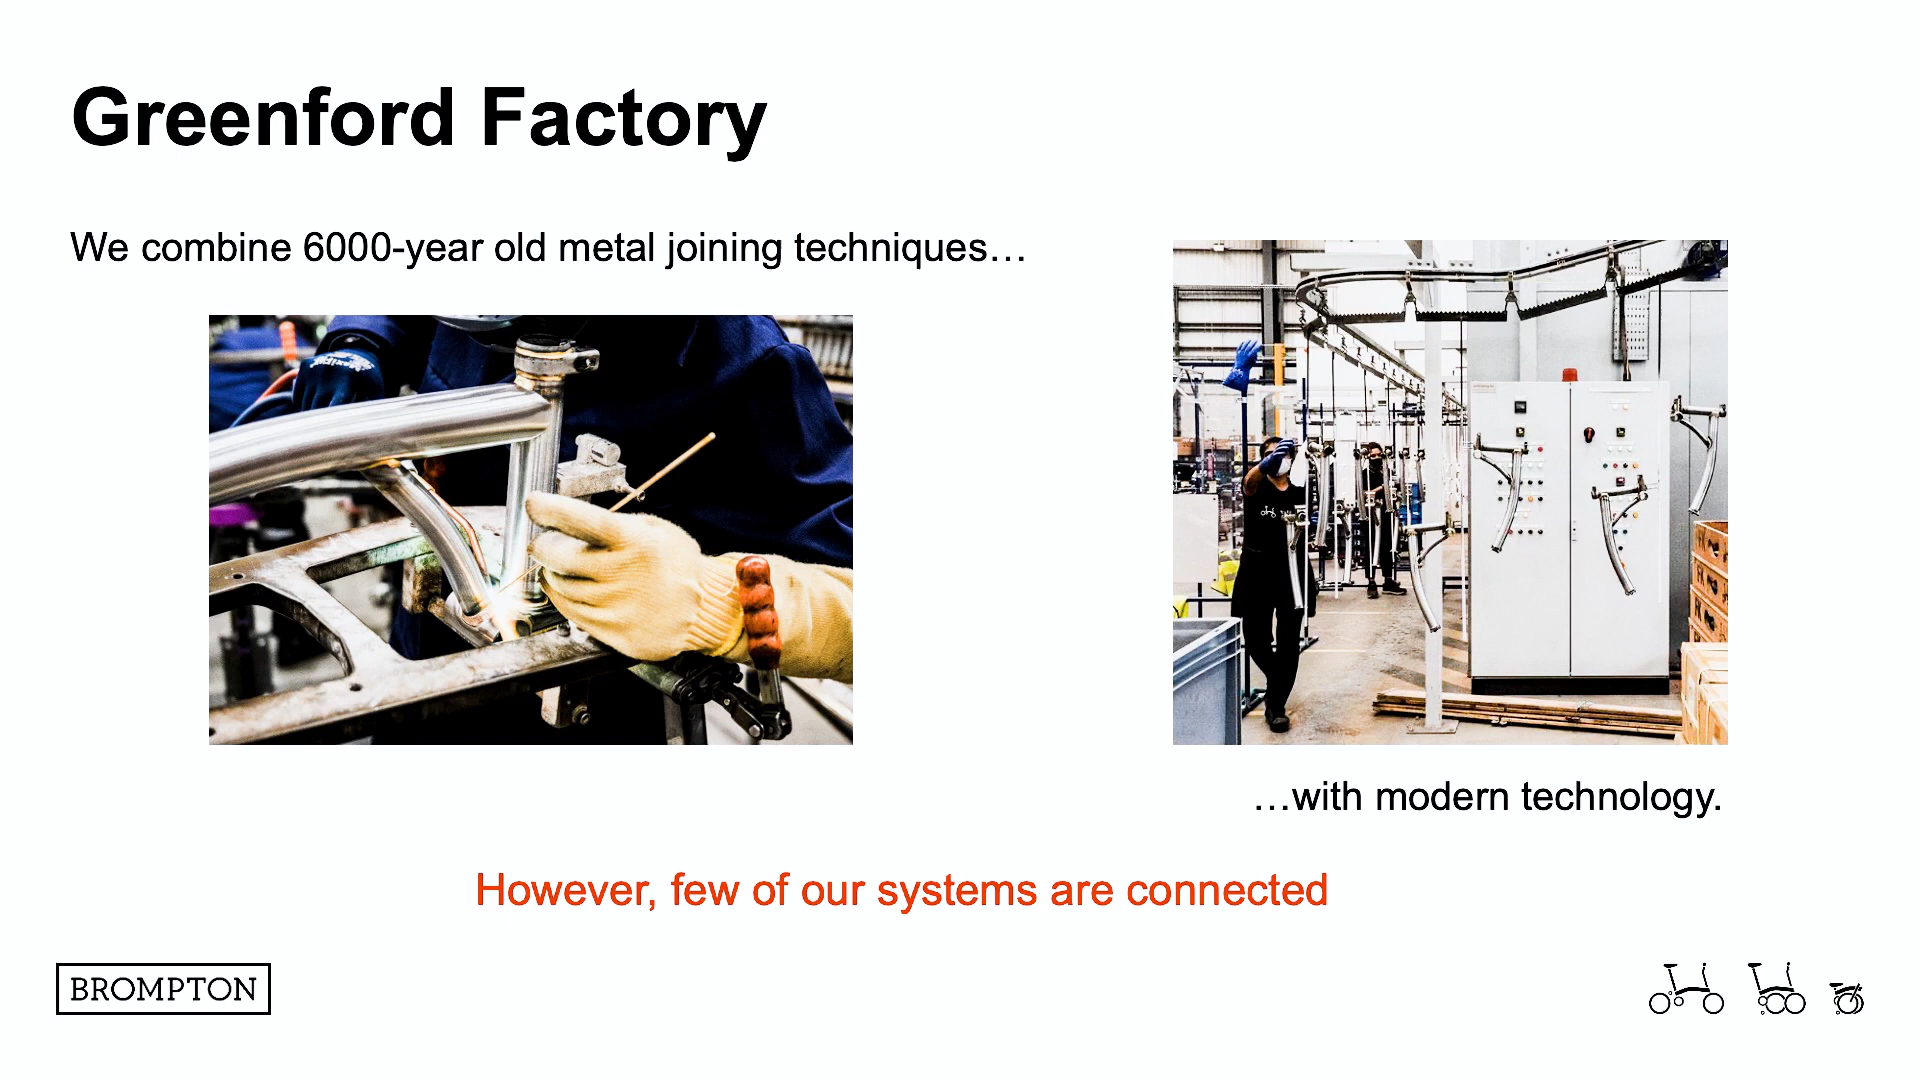 Greenford Factory
We combine 6000-year old metal joining techniques…
…with modern technology.
However, few of our systems are connected
BROMPTON